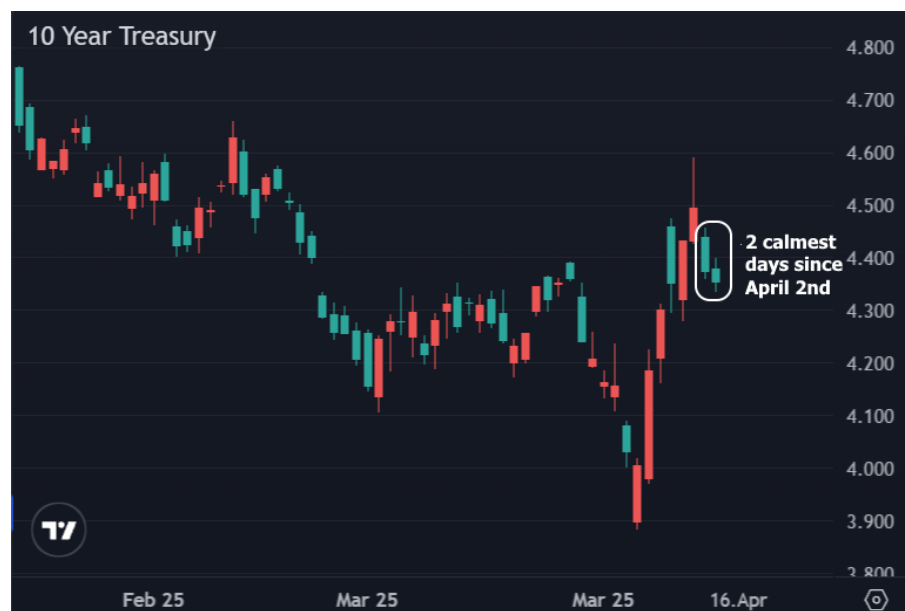 10 Year Treasury
4.800
4.700
4.600
4.500
2 calmest
days since
April 2nd
4.400
4.300
4.200
4.100
4.000
3.900
3.800
Feb 25
Mar 25
Mar 25
16.Apr